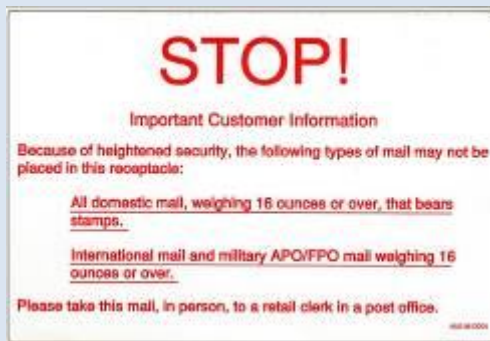 STOP!
Important Customer Information
Because of heightened security, the following types of mail may not be
placed in this receptacle:
All domestic mail, weighing 16 ounces or over, that bears
stamps.
International mail and military APO/FPO mail weighing 16
ounces or over.
Please take this mail, in person, to a retail clerk in a post office.